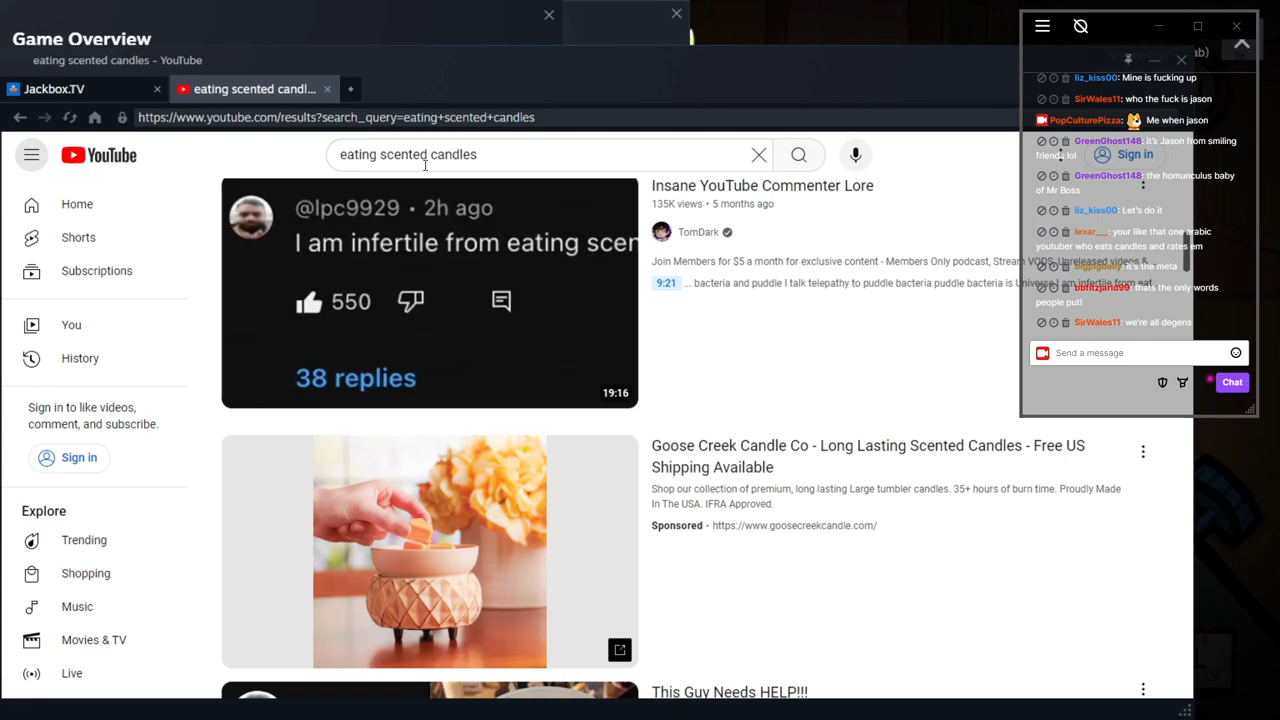 Game Overview
eating scented candles - YouTube
Jackbox.TV
eating scented candl...
https://www.youtube.com/results?search_query=eating+scented+candles
YouTube
eating scented candles
Sign in
Home
Shorts
Subscriptions
You
History
Sign in to like videos,
comment, and subscribe.
Sign in
Explore
Trending
Shopping
Music
Movies & TV
Live
@lpc9929 • 2h ago
I am infertile from eating scen
550
38 replies
19:16
Insane YouTube Commenter Lore
135K views • 5 months ago
TomDark
Join Members for $5 a month for exclusive content - Members Only podcast, Stream VODS, Unreleased videos & ...
9:21 ... bacteria and puddle I talk telepathy to puddle bacteria puddle bacteria is Universe I am infertile from eat
Goose Creek Candle Co - Long Lasting Scented Candles - Free US
Shipping Available
Shop our collection of premium, long lasting Large tumbler candles. 35+ hours of burn time. Proudly Made
In The USA. IFRA Approved.
Sponsored • https://www.goosecreekcandle.com/
This Guy Needs HELP!!!
liz_kiss00: Mine is fucking up
SirWales11: who the fuck is jason
PopCulturePizza: Me when jason
GreenGhost148: It's Jason from smiling
friends lol
GreenGhost148: the homunculus baby
of Mr Boss
liz_kiss00: Let's do it
lexar___: your like that one arabic
youtuber who eats candles and rates em
bigpigbelly: it's the meta
bbfitzjand99: thats the only words
people put!
SirWales11: we're all degens
Send a message
Chat